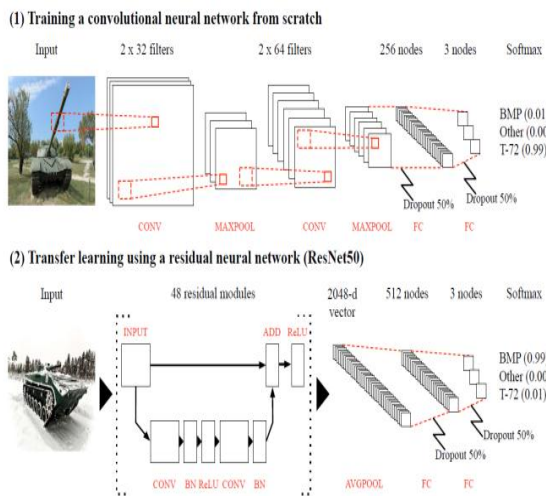 (1) Training a convolutional neural network from scratch
Input 2 x 32 filters 2 x 64 filters 256 nodes 3 nodes Softmax
BMP (0.01
Other (0.00
T-72 (0.99)
Dropout 50%
Dropout 50%
CONV MAXPOOL CONV MAXPOOL FC FC
(2) Transfer learning using a residual neural network (ResNet50)
Input 48 residual modules 2048-d vector 512 nodes 3 nodes Softmax
INPUT ADD ReLU
BMP (0.99
Other (0.00
T-72 (0.01)
Dropout 50%
Dropout 50%
CONV BN ReLU CONV BN AVGPOOL FC FC